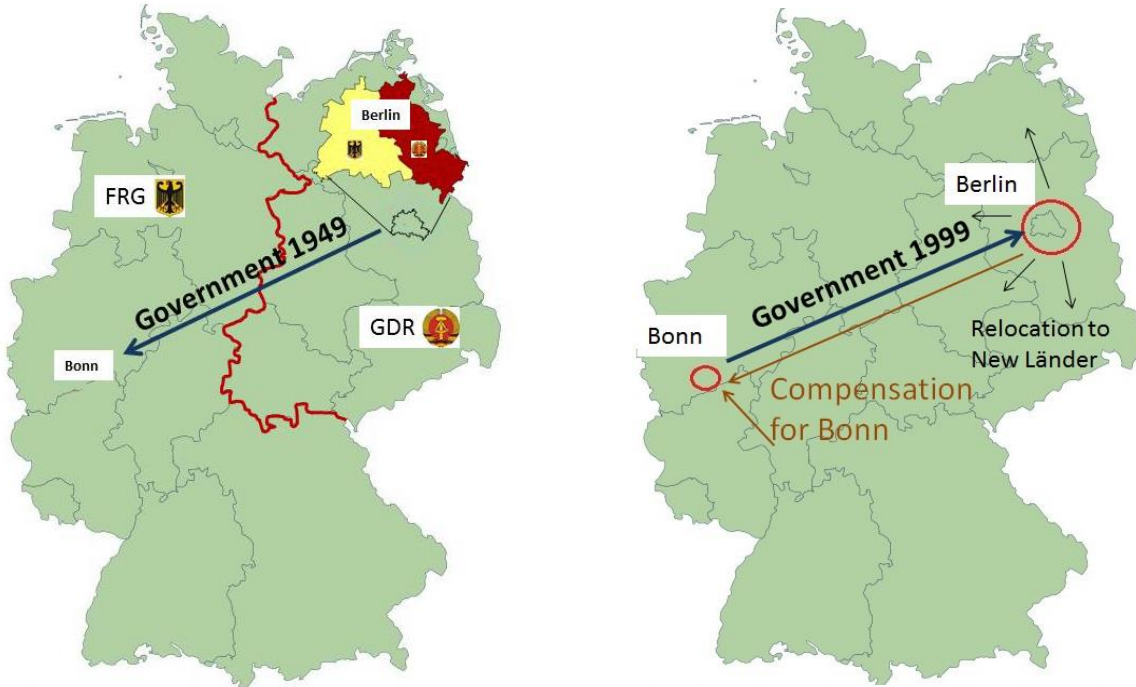 Berlin
FRG
Government 1949
GDR
Bonn
Berlin
Government 1999
Bonn
Relocation to
New Länder
Compensation
for Bonn